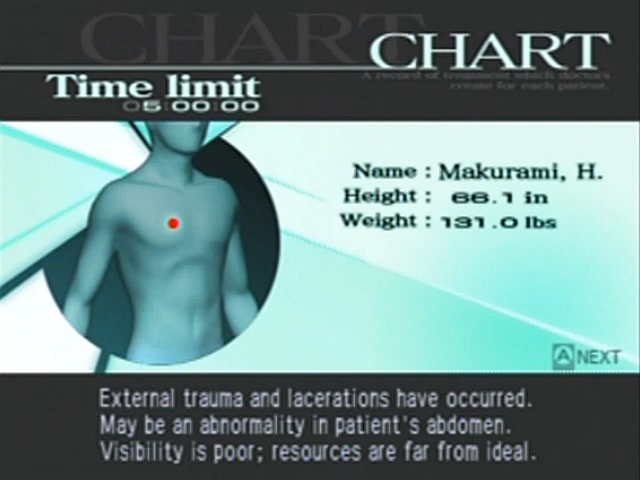 CHART
CHART
A record of treatment which doctors
create for each patient.
Time limit
05:00:00
Name : Makurami, H.
Height : 66.1 in
Weight : 131.0 lbs
A NEXT
External trauma and lacerations have occurred.
May be an abnormality in patient's abdomen.
Visibility is poor; resources are far from ideal.